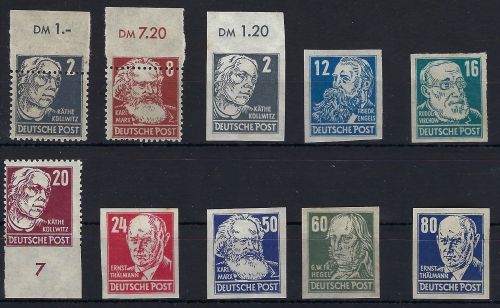 DM 1.-
2
KÄTHE
KOLLWITZ
DEUTSCHE POST
DM 7.20
8
KARL
MARX
DEUTSCHE POST
DM 1.20
2
KÄTHE
KOLLWITZ
DEUTSCHE POST
12
FRIEDR.
ENGELS
DEUTSCHE POST
16
RUDOLF
VIRCHOW
DEUTSCHE POST
20
KÄTHE
KOLLWITZ
DEUTSCHE POST
7
24
ERNST
THÄLMANN
DEUTSCHE POST
50
KARL
MARX
DEUTSCHE POST
60
G.W.FR.
HEGEL
DEUTSCHE POST
80
ERNST
THÄLMANN
DEUTSCHE POST